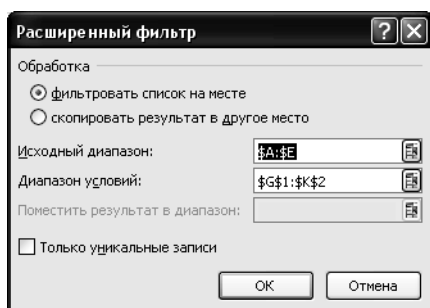 Расширенный фильтр
Обработка
фильтровать список на месте
скопировать результат в другое место
Исходный диапазон: $A:$E
Диапазон условий: $G$1:$K$2
Поместить результат в диапазон:
Только уникальные записи
ОК Отмена